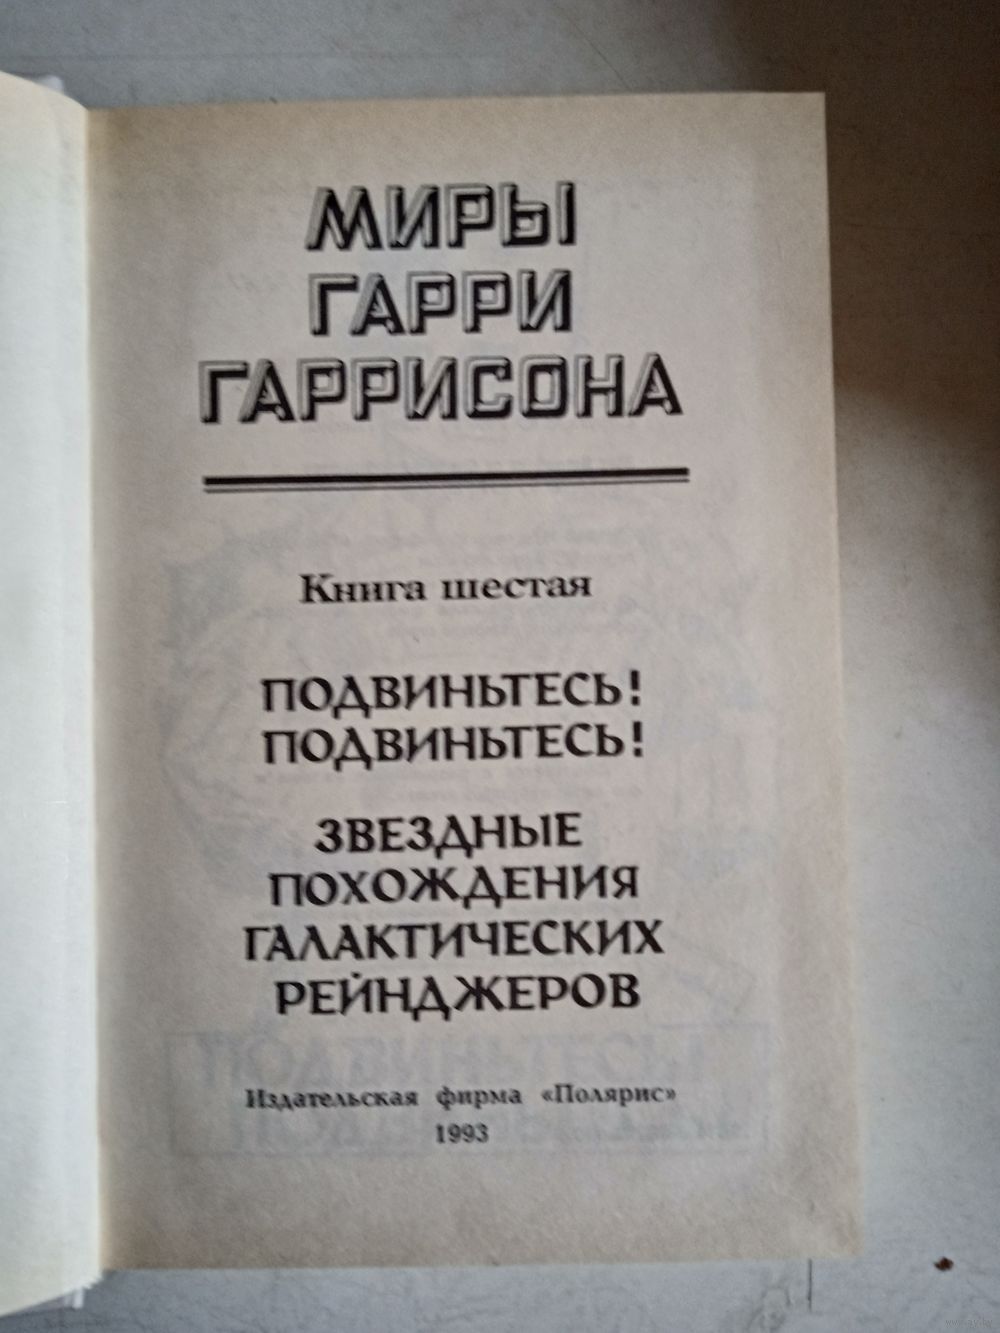 МИРЫ
ГАРРИ
ГАРРИСОНА
Книга шестая
ПОДВИНЬТЕСЬ!
ПОДВИНЬТЕСЬ!
ЗВЕЗДНЫЕ
ПОХОЖДЕНИЯ
ГАЛАКТИЧЕСКИХ
РЕЙНДЖЕРОВ
Издательская фирма «Полярис»
1993